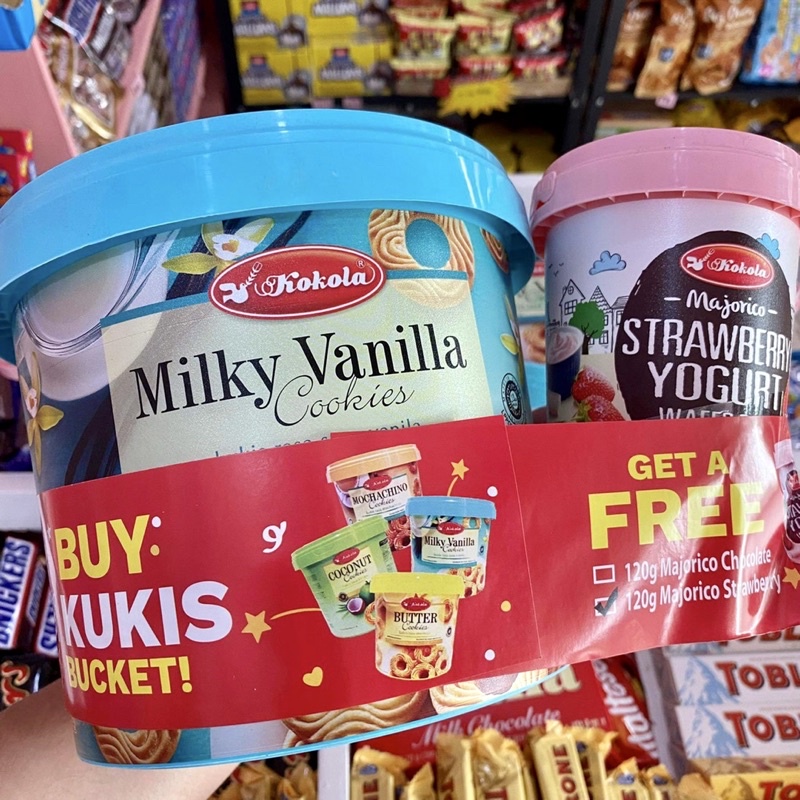 Kokola®
Milky Vanilla
Cookies
Kokola
Majorico
STRAWBERRY
YOGURT
BUY:
KUKIS
BUCKET!
MOCHACHINO
Cookies
Milky Vanilla
Cookies
COCONUT
Cookies
BUTTER
Cookies
GET A
FREE
120g Majorico Chocolate
120g Majorico Strawberry
SNICKERS
Milk Chocolate
TOBL
TOBL